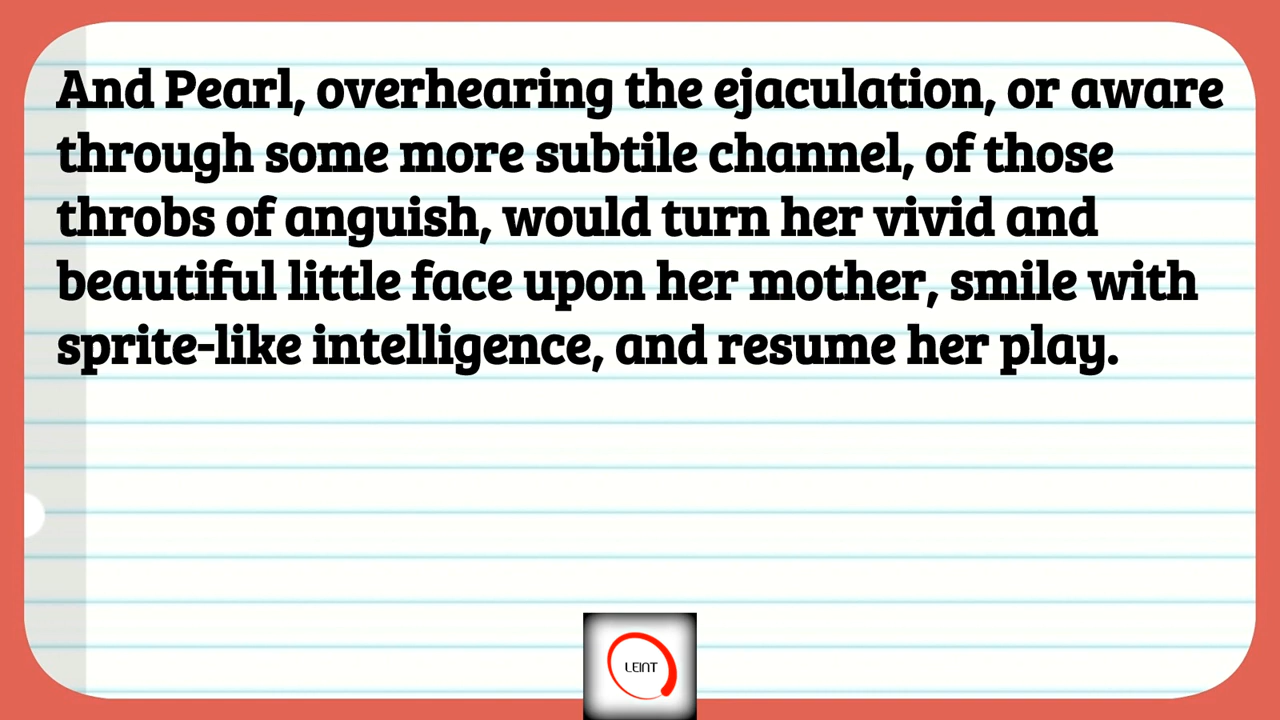 And Pearl, overhearing the ejaculation, or aware
through some more subtile channel, of those
throbs of anguish, would turn her vivid and
beautiful little face upon her mother, smile with
sprite-like intelligence, and resume her play.
LEINT